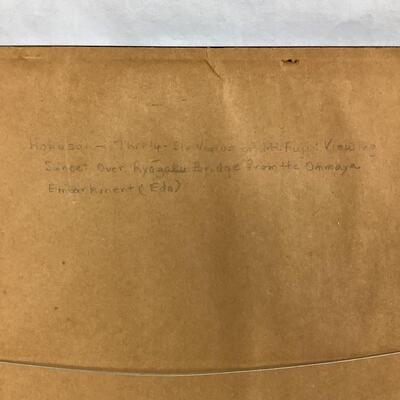 Hokusai - Thirty-Six Views of Mt. Fuji: Viewing
Sunset Over Ryogoku Bridge From the Ommaya
Embankment (Edo)